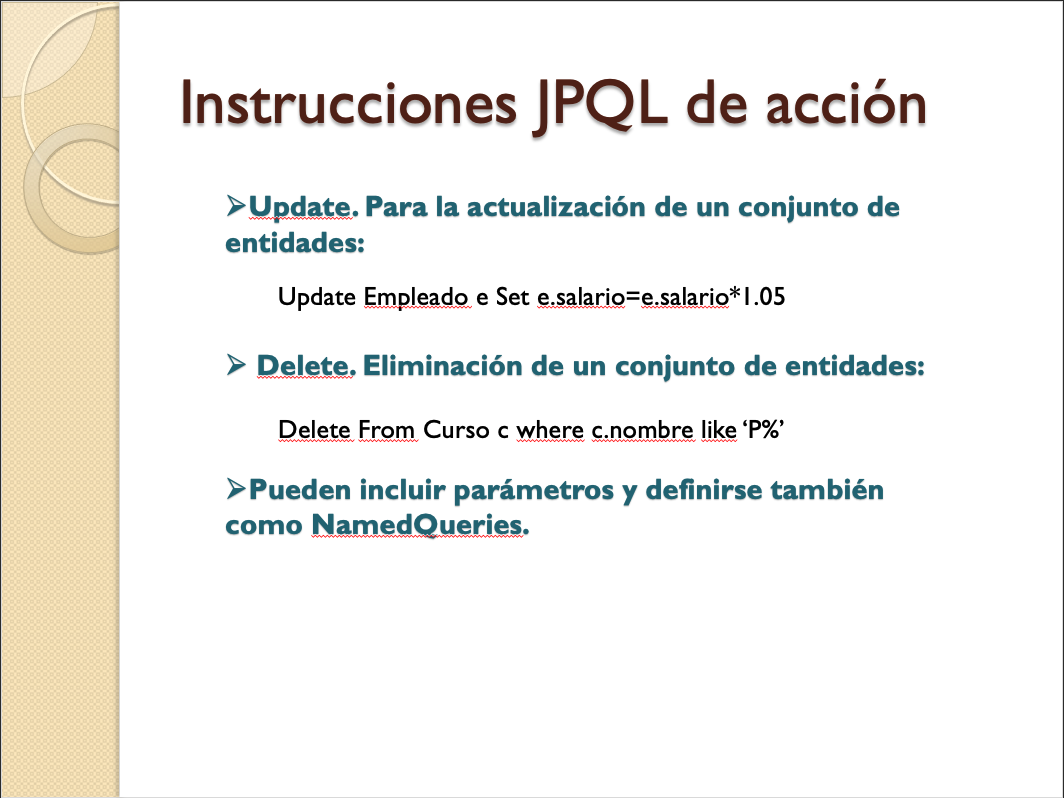 Instrucciones JPQL de acción
➢Update. Para la actualización de un conjunto de
entidades:
Update Empleado e Set e.salario=e.salario*1.05
➢ Delete. Eliminación de un conjunto de entidades:
Delete From Curso c where c.nombre like ‘P%’
➢Pueden incluir parámetros y definirse también
como NamedQueries.